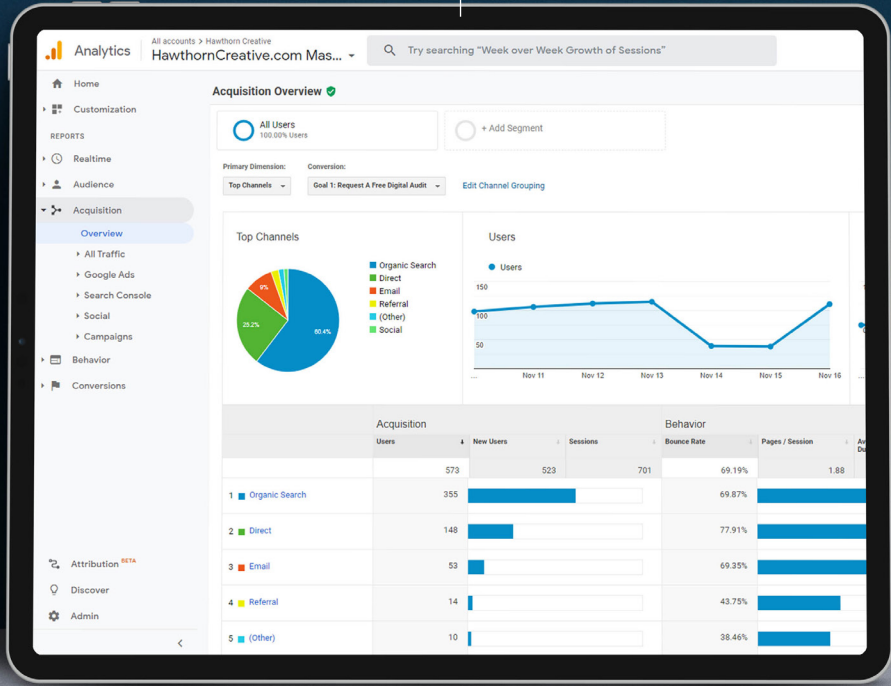 All accounts > Hawthorn Creative
Analytics
HawthornCreative.com Mas...
Try searching "Week over Week Growth of Sessions"
Home
Customization
REPORTS
Realtime
Audience
Acquisition
Overview
All Traffic
Google Ads
Search Console
Social
Campaigns
Behavior
Conversions
Attribution BETA
Discover
Admin
Acquisition Overview
All Users
100.00% Users
+ Add Segment
Primary Dimension:
Conversion:
Top Channels
Goal 1: Request A Free Digital Audit
Edit Channel Grouping
Top Channels
Organic Search
Direct
Email
Referral
(Other)
Social
9%
60.4%
Users
Users
150
100
50
...
Nov 11
Nov 12
Nov 13
Nov 14
Nov 15
Nov 16
...
Acquisition
Behavior
Users
New Users
Sessions
Bounce Rate
Pages / Session
573
523
701
69.19%
1.88
1 Organic Search 355 69.87%
2 Direct 148 77.91%
3 Email 53 69.35%
4 Referral 14 43.75%
5 (Other) 10 38.46%